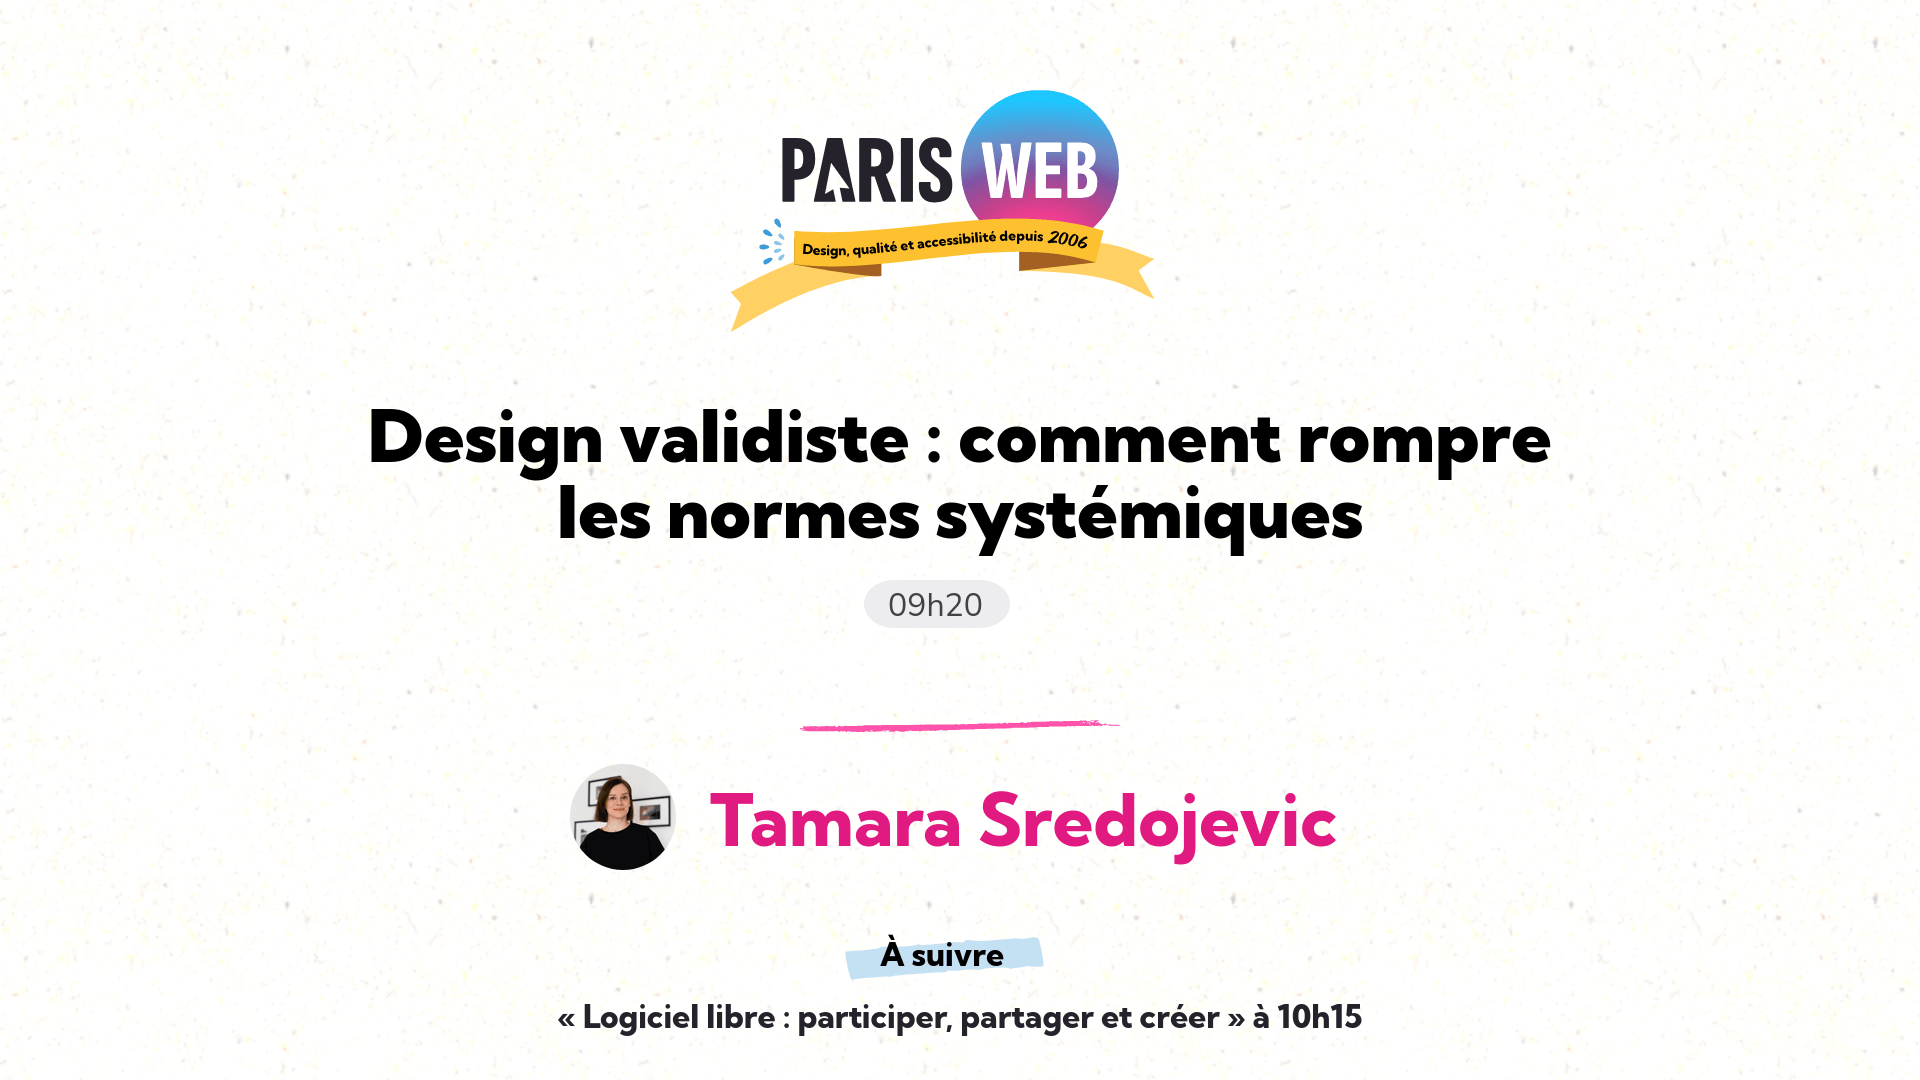 PARIS WEB
Design, qualité et accessibilité depuis 2006
Design validiste : comment rompre
les normes systémiques
09h20
Tamara Sredojevic
À suivre
« Logiciel libre : participer, partager et créer » à 10h15